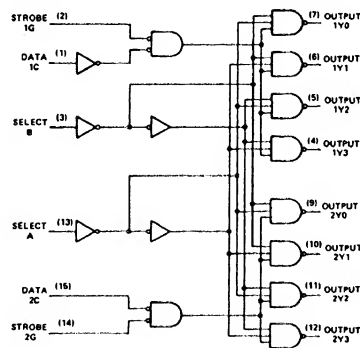 STROBE (2)
1G
DATA (1)
1C
SELECT (3)
B
SELECT (13)
A
DATA (15)
2C
STROBE (14)
2G
(7) OUTPUT
1Y0
(6) OUTPUT
1Y1
(5) OUTPUT
1Y2
(4) OUTPUT
1Y3
(9) OUTPUT
2Y0
(10) OUTPUT
2Y1
(11) OUTPUT
2Y2
(12) OUTPUT
2Y3